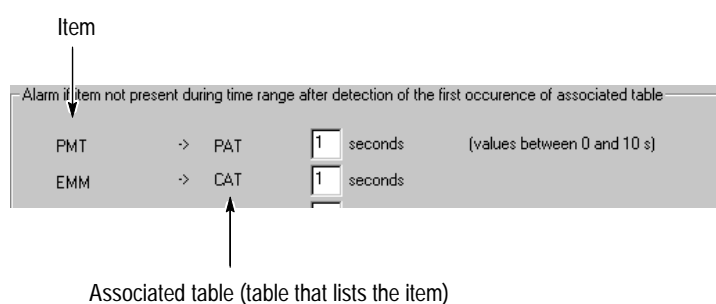 Item
Alarm if item not present during time range after detection of the first occurence of associated table
PMT -> PAT 1 seconds (values between 0 and 10 s)
EMM -> CAT 1 seconds
Associated table (table that lists the item)